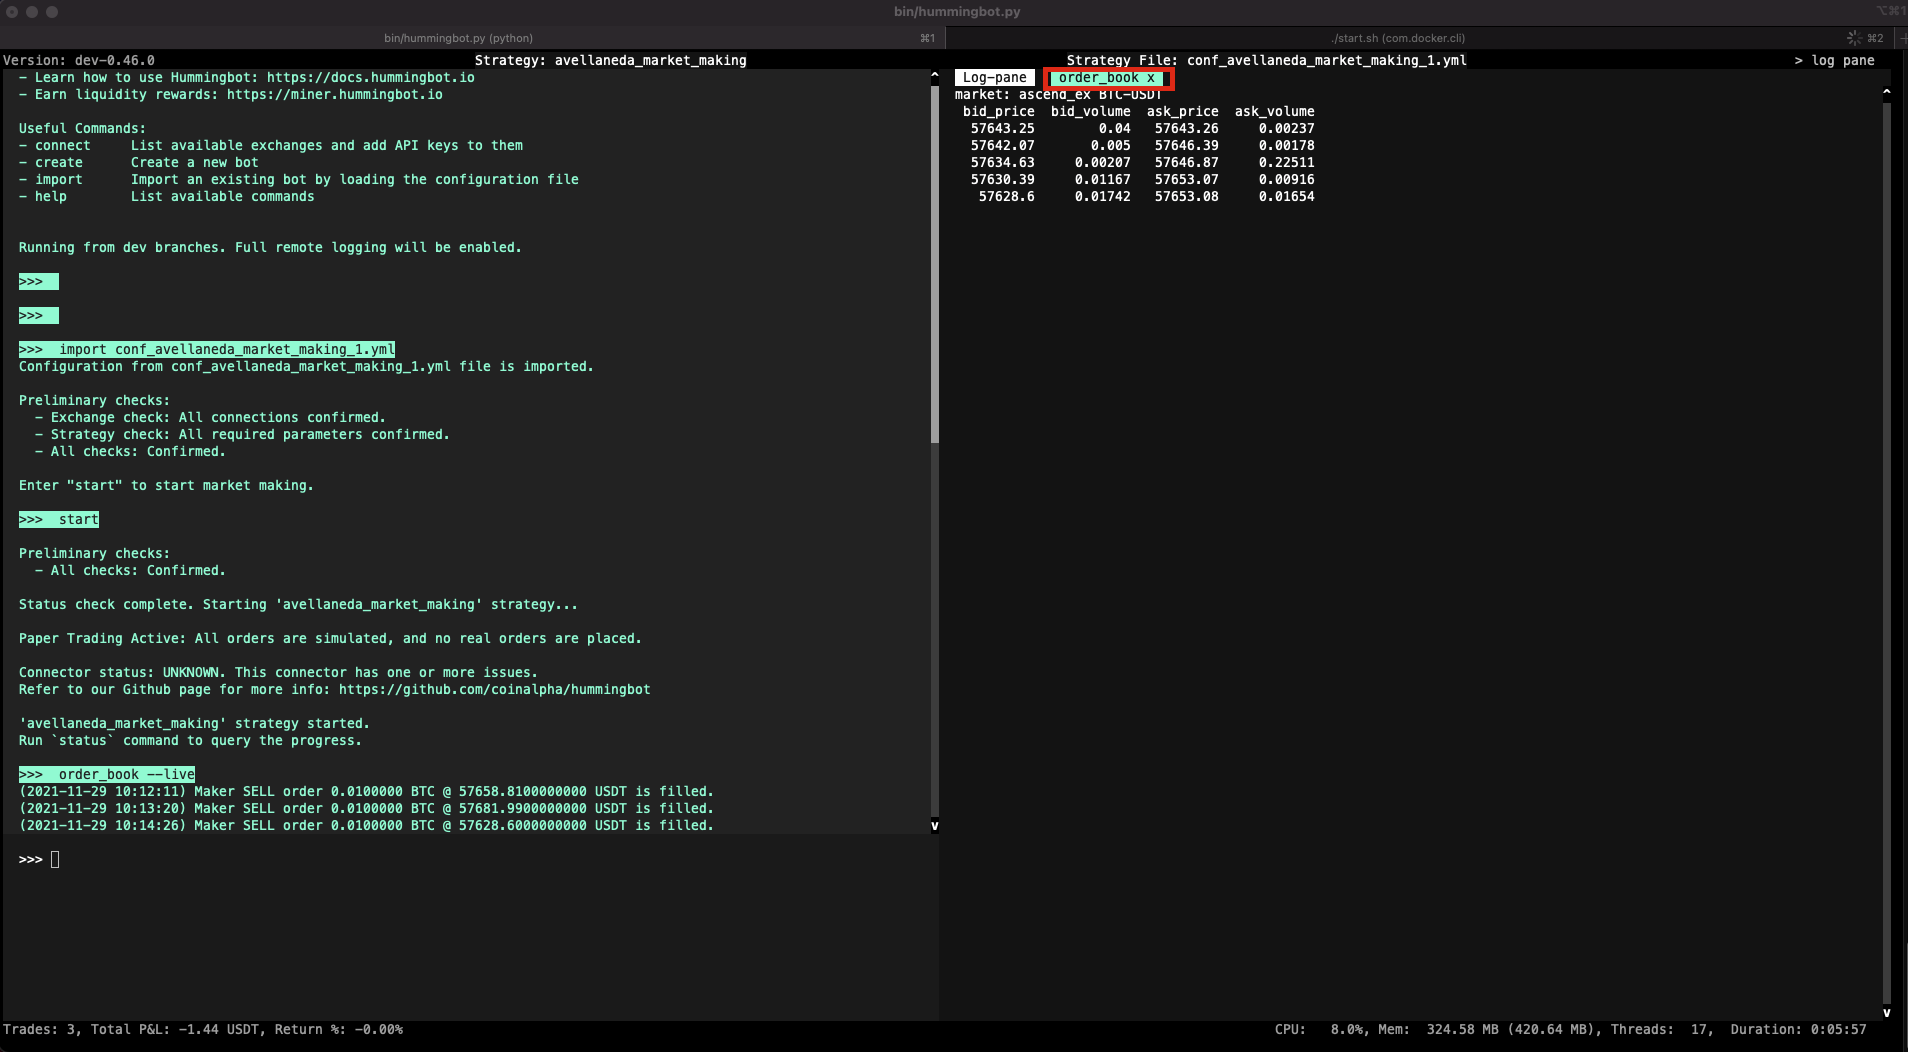 bin/hummingbot.py
⌥⌘1
bin/hummingbot.py (python) ⌘1
./start.sh (com.docker.cli) ⌘2
Version: dev-0.46.0 Strategy: avellaneda_market_making Strategy File: conf_avellaneda_market_making_1.yml > log pane
- Learn how to use Hummingbot: https://docs.hummingbot.io
- Earn liquidity rewards: https://miner.hummingbot.io
Useful Commands:
- connect List available exchanges and add API keys to them
- create Create a new bot
- import Import an existing bot by loading the configuration file
- help List available commands
Running from dev branches. Full remote logging will be enabled.
>>>
>>>
>>> import conf_avellaneda_market_making_1.yml
Configuration from conf_avellaneda_market_making_1.yml file is imported.
Preliminary checks:
- Exchange check: All connections confirmed.
- Strategy check: All required parameters confirmed.
- All checks: Confirmed.
Enter "start" to start market making.
>>> start
Preliminary checks:
- All checks: Confirmed.
Status check complete. Starting 'avellaneda_market_making' strategy...
Paper Trading Active: All orders are simulated, and no real orders are placed.
Connector status: UNKNOWN. This connector has one or more issues.
Refer to our Github page for more info: https://github.com/coinalpha/hummingbot
'avellaneda_market_making' strategy started.
Run `status` command to query the progress.
>>> order_book --live
(2021-11-29 10:12:11) Maker SELL order 0.0100000 BTC @ 57658.8100000000 USDT is filled.
(2021-11-29 10:13:20) Maker SELL order 0.0100000 BTC @ 57681.9900000000 USDT is filled.
(2021-11-29 10:14:26) Maker SELL order 0.0100000 BTC @ 57628.6000000000 USDT is filled.
>>>
Log-pane order_book x
market: ascend_ex BTC-USDT
bid_price bid_volume ask_price ask_volume
57643.25 0.04 57643.26 0.00237
57642.07 0.005 57646.39 0.00178
57634.63 0.00207 57646.87 0.22511
57630.39 0.01167 57653.07 0.00916
57628.6 0.01742 57653.08 0.01654
Trades: 3, Total P&L: -1.44 USDT, Return %: -0.00%
CPU: 8.0%, Mem: 324.58 MB (420.64 MB), Threads: 17, Duration: 0:05:57